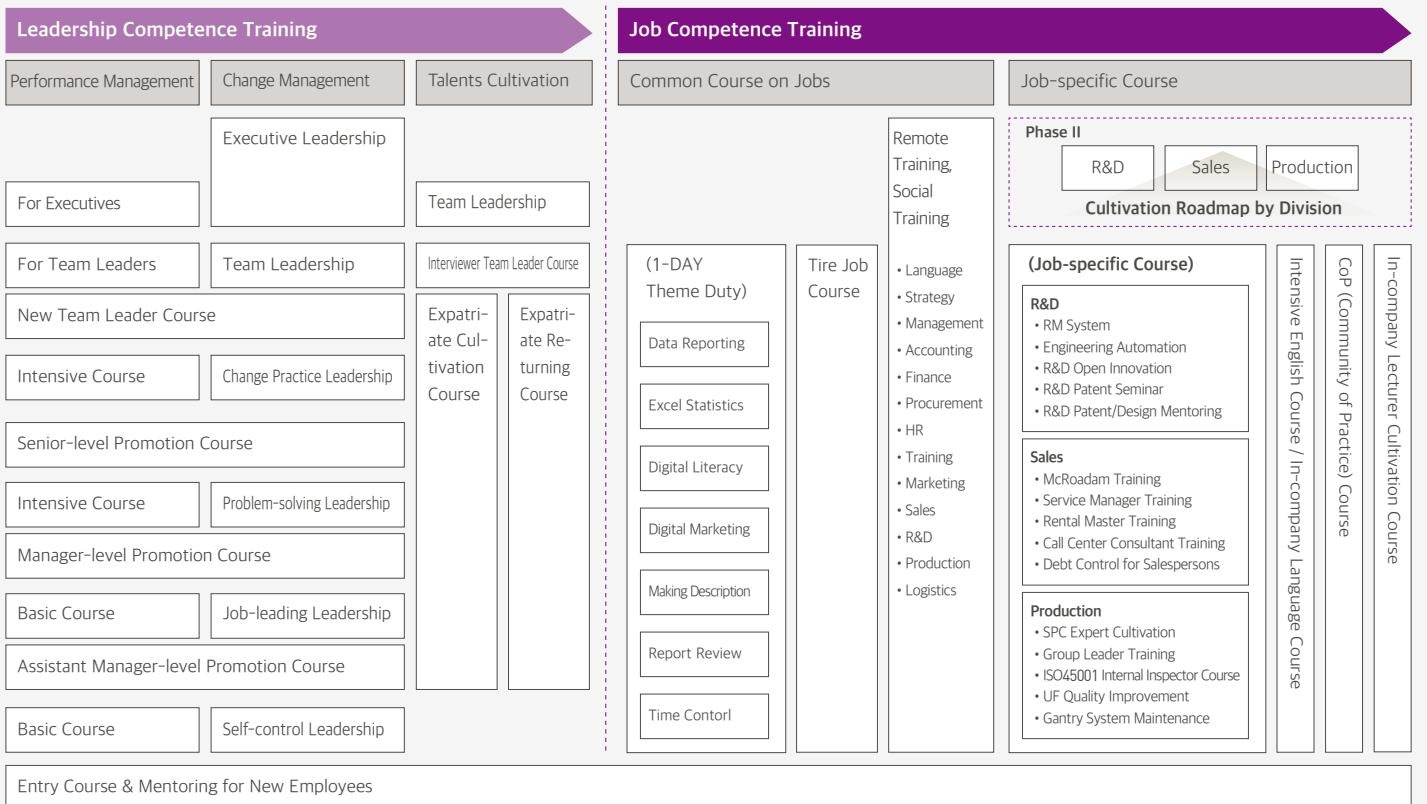 Leadership Competence Training
Performance Management
Change Management
Talents Cultivation
Executive Leadership
For Executives
Team Leadership
For Team Leaders
Team Leadership
Interviewer Team Leader Course
New Team Leader Course
Expatri-
ate Cul-
tivation
Course
Expatri-
ate Re-
turning
Course
Intensive Course
Change Practice Leadership
Senior-level Promotion Course
Intensive Course
Problem-solving Leadership
Manager-level Promotion Course
Basic Course
Job-leading Leadership
Assistant Manager-level Promotion Course
Basic Course
Self-control Leadership
Job Competence Training
Common Course on Jobs
Job-specific Course
(1-DAY
Theme Duty)
Data Reporting
Excel Statistics
Digital Literacy
Digital Marketing
Making Description
Report Review
Time Contorl
Tire Job
Course
Remote
Training,
Social
Training
• Language
• Strategy
• Management
• Accounting
• Finance
• Procurement
• HR
• Training
• Marketing
• Sales
• R&D
• Production
• Logistics
Phase II
R&D
Sales
Production
Cultivation Roadmap by Division
(Job-specific Course)
R&D
• RM System
• Engineering Automation
• R&D Open Innovation
• R&D Patent Seminar
• R&D Patent/Design Mentoring
Sales
• McRoadam Training
• Service Manager Training
• Rental Master Training
• Call Center Consultant Training
• Debt Control for Salespersons
Production
• SPC Expert Cultivation
• Group Leader Training
• ISO45001 Internal Inspector Course
• UF Quality Improvement
• Gantry System Maintenance
Intensive English Course / In-company Language Course
CoP (Community of Practice) Course
In-company Lecturer Cultivation Course
Entry Course & Mentoring for New Employees